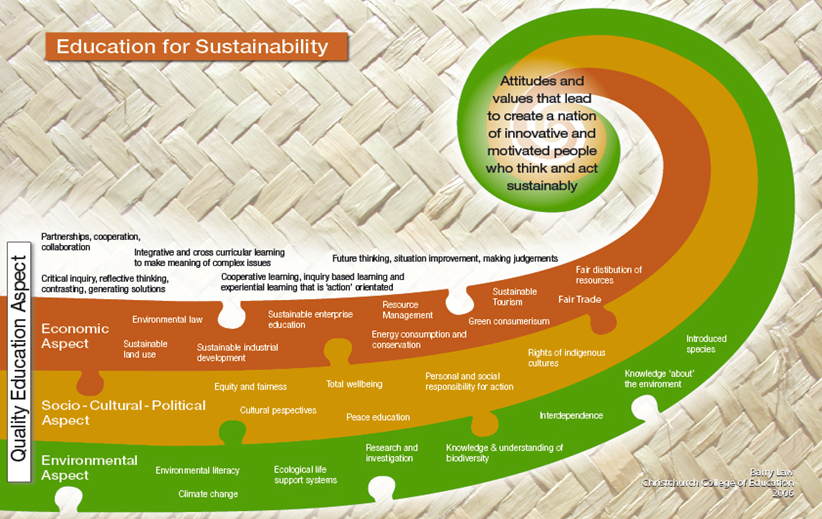 Education for Sustainability
Attitudes and
values that lead
to create a nation
of innovative and
motivated people
who think and act
sustainably
Quality Education Aspect
Partnerships, cooperation,
collaboration
Integrative and cross curricular learning
to make meaning of complex issues
Future thinking, situation improvement, making judgements
Critical inquiry, reflective thinking,
contrasting, generating solutions
Cooperative learning, inquiry based learning and
experiential learning that is 'action' orientated
Economic
Aspect
Environmental law
Sustainable
land use
Sustainable industrial
development
Sustainable enterprise
education
Resource
Management
Energy consumption and
conservation
Sustainable
Tourism
Green consumerisum
Fair distibution of
resources
Fair Trade
Socio - Cultural - Political
Aspect
Equity and fairness
Cultural pespectives
Total wellbeing
Peace education
Personal and social
responsibility for action
Rights of indigenous
cultures
Environmental
Aspect
Environmental literacy
Climate change
Ecological life
support systems
Research and
investigation
Knowledge & understanding of
biodiversity
Interdependence
Knowledge 'about'
the enviroment
Introduced
species
Barry Law
Christchurch College of Education
2006